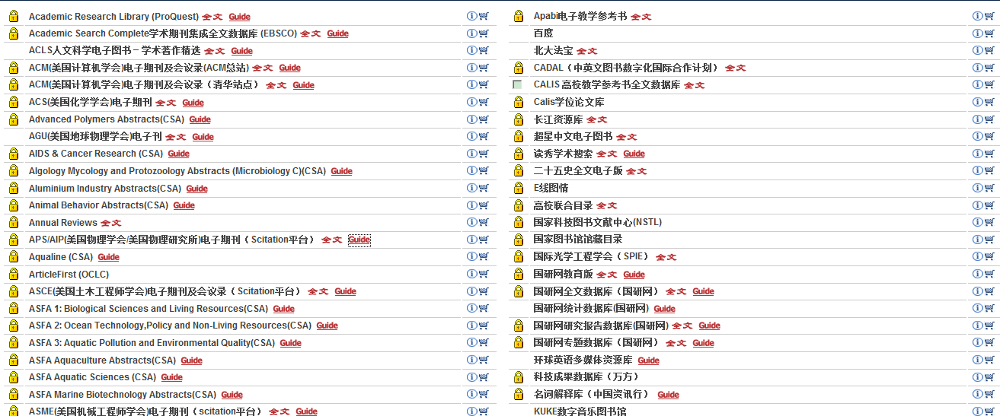 Academic Research Library (ProQuest) 全文 Guide
Academic Search Complete学术期刊集成全文数据库 (EBSCO) 全文 Guide
ACLS人文科学电子图书－学术著作精选 全文 Guide
ACM(美国计算机学会)电子期刊及会议录(ACM总站) 全文 Guide
ACM(美国计算机学会)电子期刊及会议录（清华站点） 全文 Guide
ACS(美国化学学会)电子期刊 全文 Guide
Advanced Polymers Abstracts(CSA) Guide
AGU(美国地球物理学会)电子刊 全文 Guide
AIDS & Cancer Research (CSA) Guide
Algology Mycology and Protozoology Abstracts (Microbiology C)(CSA) Guide
Aluminium Industry Abstracts(CSA) Guide
Animal Behavior Abstracts(CSA) Guide
Annual Reviews 全文
APS/AIP(美国物理学会/美国物理研究所)电子期刊（Scitation平台） 全文 Guide
Aqualine (CSA) Guide
ArticleFirst (OCLC)
ASCE(美国土木工程师学会)电子期刊及会议录（Scitation平台） 全文 Guide
ASFA 1: Biological Sciences and Living Resources(CSA) Guide
ASFA 2: Ocean Technology,Policy and Non-Living Resources(CSA) Guide
ASFA 3: Aquatic Pollution and Environmental Quality(CSA) Guide
ASFA Aquaculture Abstracts(CSA) Guide
ASFA Aquatic Sciences (CSA) Guide
ASFA Marine Biotechnology Abstracts(CSA) Guide
ASME(美国机械工程师学会)电子期刊（scitation平台） 全文 Guide
Apabi电子教学参考书 全文
百度
北大法宝 全文
CADAL（中英文图书数字化国际合作计划） 全文
CALIS 高校教学参考书全文数据库 全文
Calis学位论文库
长江资源库 全文
超星中文电子图书 全文
读秀学术搜索 全文 Guide
二十五史全文电子版 全文
E线图情
高校联合目录 全文
国家科技图书文献中心(NSTL)
国家图书馆馆藏目录
国际光学工程学会（SPIE） 全文
国研网教育版 全文 Guide
国研网全文数据库（国研网） 全文 Guide
国研网统计数据库(国研网) Guide
国研网研究报告数据库(国研网) 全文 Guide
国研网专题数据库（国研网） 全文 Guide
环球英语多媒体资源库 Guide
科技成果数据库（万方）
名词解释库（中国资讯行） Guide
KUKE数字音乐图书馆